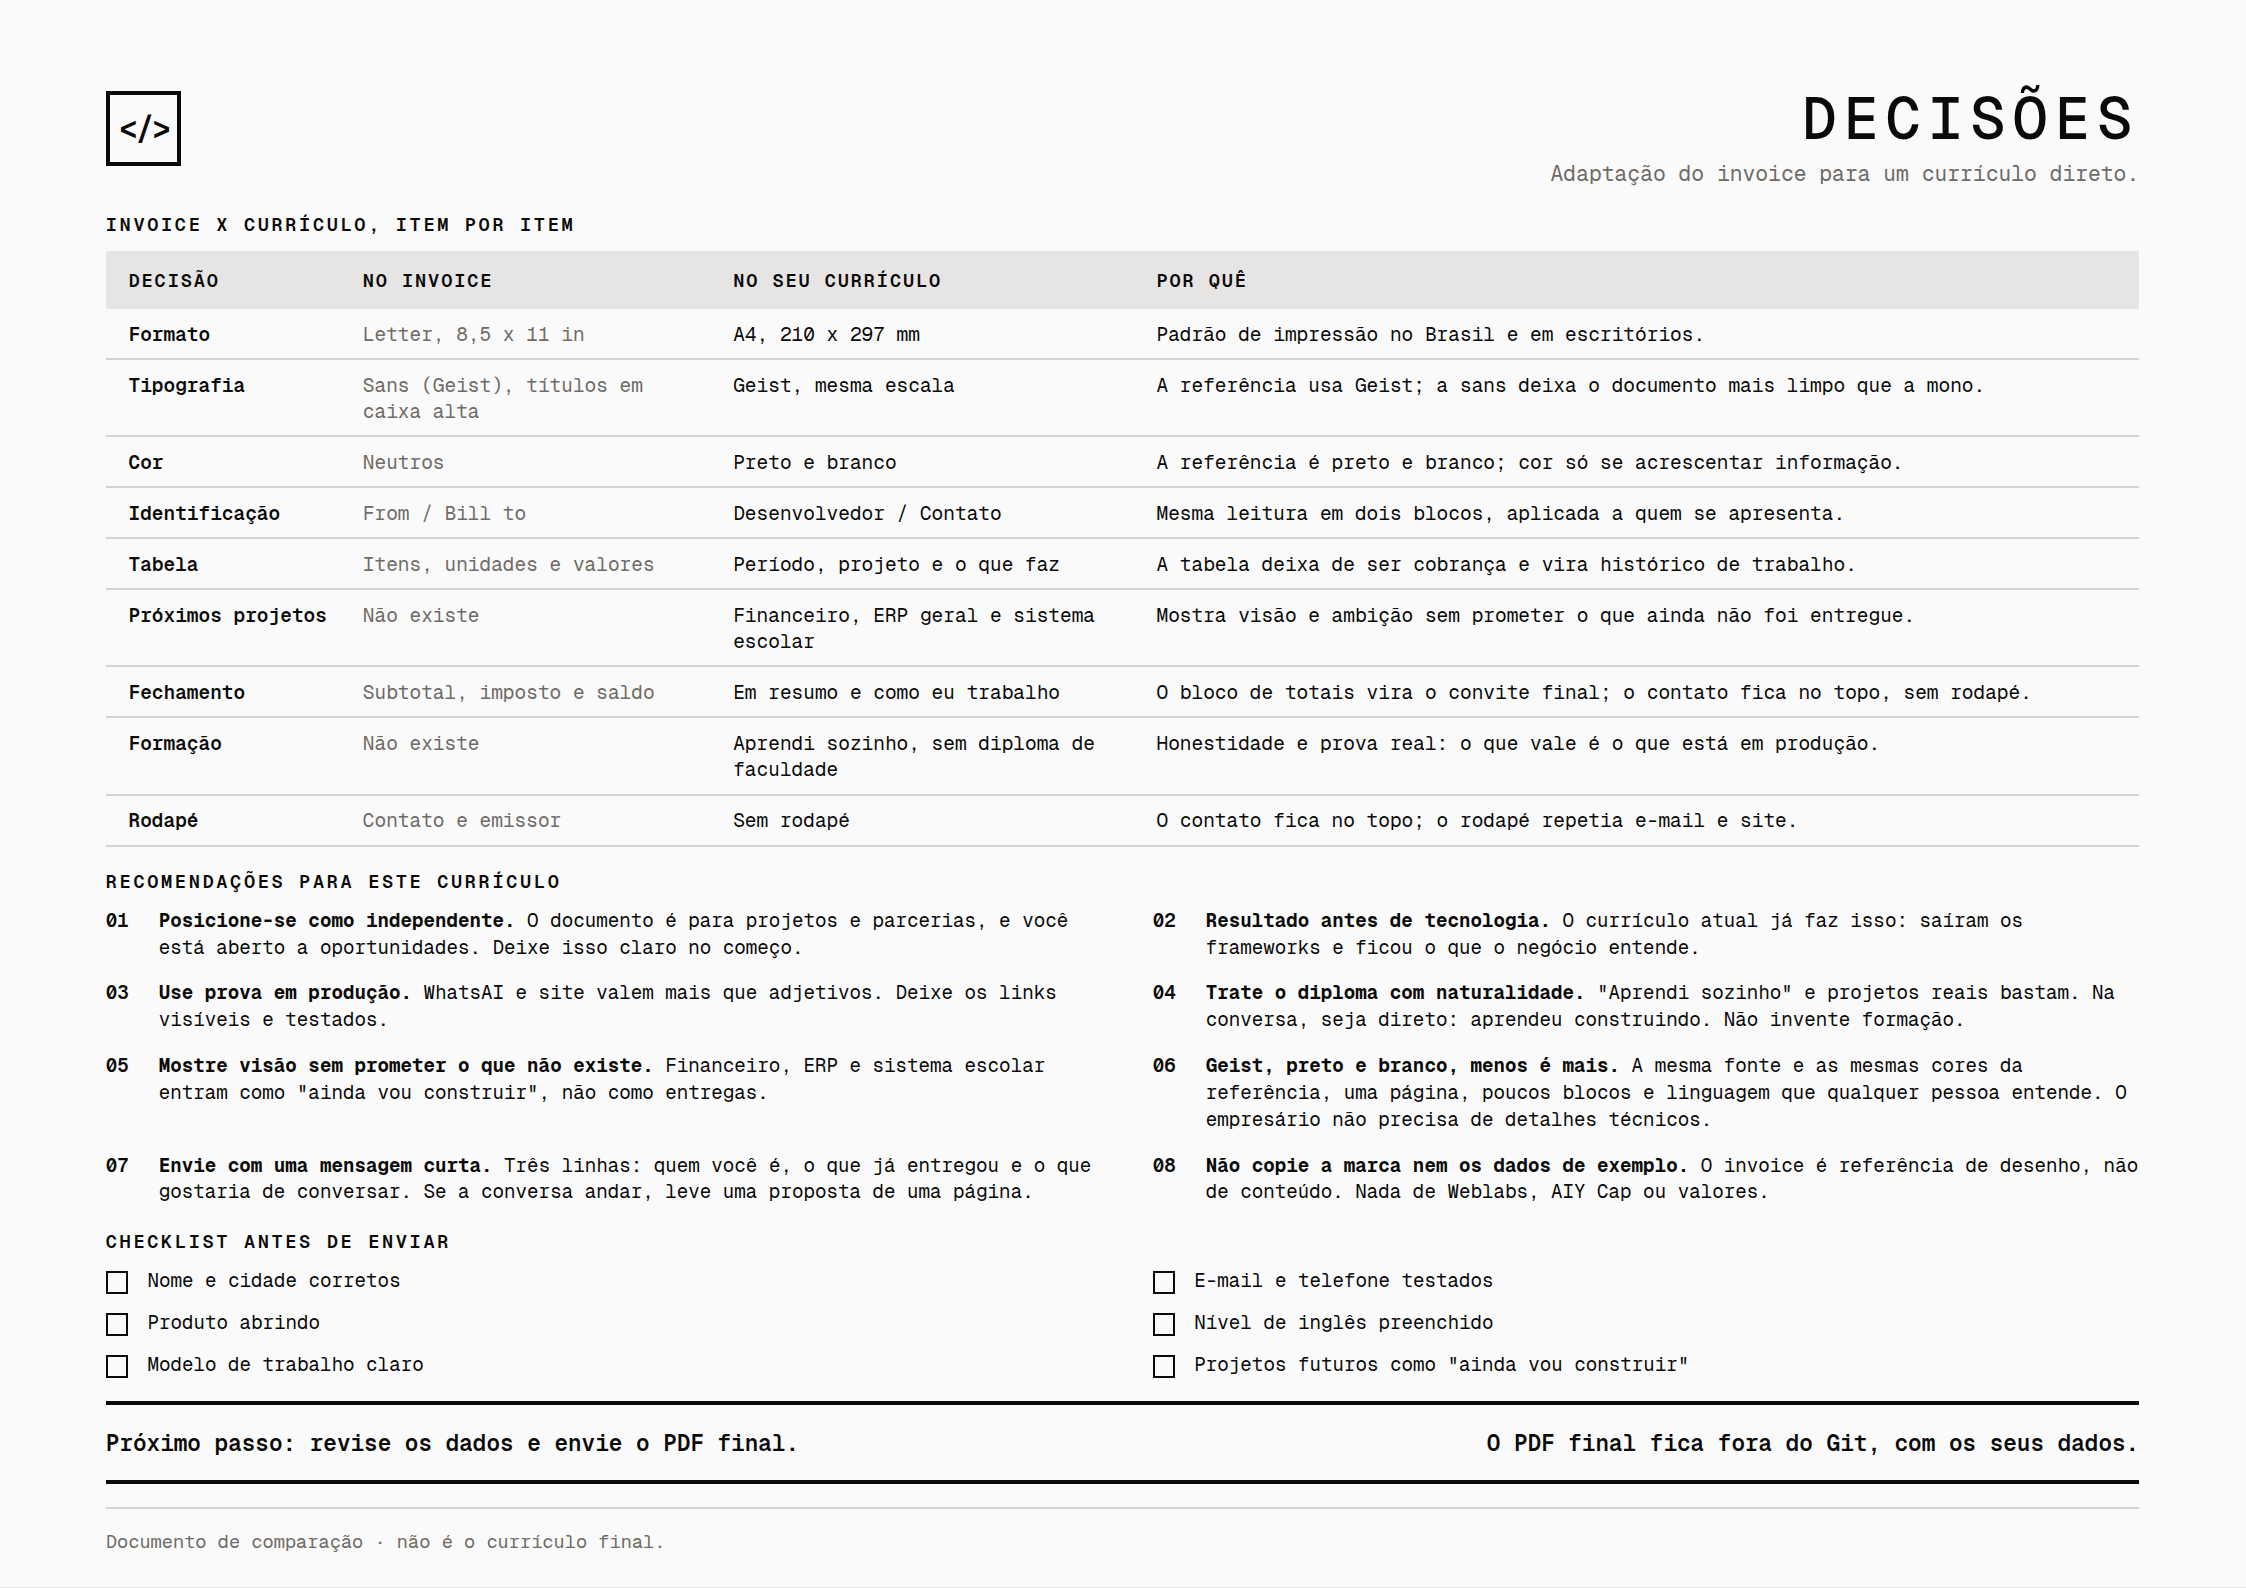 </>
DECISÕES
Adaptação do invoice para um currículo direto.
INVOICE X CURRÍCULO, ITEM POR ITEM
DECISÃO NO INVOICE NO SEU CURRÍCULO POR QUÊ
Formato Letter, 8,5 x 11 in A4, 210 x 297 mm Padrão de impressão no Brasil e em escritórios.
Tipografia Sans (Geist), títulos em Geist, mesma escala A referência usa Geist; a sans deixa o documento mais limpo que a mono.
caixa alta
Cor Neutros Preto e branco A referência é preto e branco; cor só se acrescentar informação.
Identificação From / Bill to Desenvolvedor / Contato Mesma leitura em dois blocos, aplicada a quem se apresenta.
Tabela Itens, unidades e valores Período, projeto e o que faz A tabela deixa de ser cobrança e vira histórico de trabalho.
Próximos projetos Não existe Financeiro, ERP geral e sistema Mostra visão e ambição sem prometer o que ainda não foi entregue.
escolar
Fechamento Subtotal, imposto e saldo Em resumo e como eu trabalho O bloco de totais vira o convite final; o contato fica no topo, sem rodapé.
Formação Não existe Aprendi sozinho, sem diploma de Honestidade e prova real: o que vale é o que está em produção.
faculdade
Rodapé Contato e emissor Sem rodapé O contato fica no topo; o rodapé repetia e-mail e site.
RECOMENDAÇÕES PARA ESTE CURRÍCULO
01 Posicione-se como independente. O documento é para projetos e parcerias, e você
está aberto a oportunidades. Deixe isso claro no começo.
02 Resultado antes de tecnologia. O currículo atual já faz isso: saíram os
frameworks e ficou o que o negócio entende.
03 Use prova em produção. WhatsAI e site valem mais que adjetivos. Deixe os links
visíveis e testados.
04 Trate o diploma com naturalidade. "Aprendi sozinho" e projetos reais bastam. Na
conversa, seja direto: aprendeu construindo. Não invente formação.
05 Mostre visão sem prometer o que não existe. Financeiro, ERP e sistema escolar
entram como "ainda vou construir", não como entregas.
06 Geist, preto e branco, menos é mais. A mesma fonte e as mesmas cores da
referência, uma página, poucos blocos e linguagem que qualquer pessoa entende. O
empresário não precisa de detalhes técnicos.
07 Envie com uma mensagem curta. Três linhas: quem você é, o que já entregou e o que
gostaria de conversar. Se a conversa andar, leve uma proposta de uma página.
08 Não copie a marca nem os dados de exemplo. O invoice é referência de desenho, não
de conteúdo. Nada de Weblabs, AIY Cap ou valores.
CHECKLIST ANTES DE ENVIAR
Nome e cidade corretos
E-mail e telefone testados
Produto abrindo
Nível de inglês preenchido
Modelo de trabalho claro
Projetos futuros como "ainda vou construir"
Próximo passo: revise os dados e envie o PDF final.
O PDF final fica fora do Git, com os seus dados.
Documento de comparação · não é o currículo final.